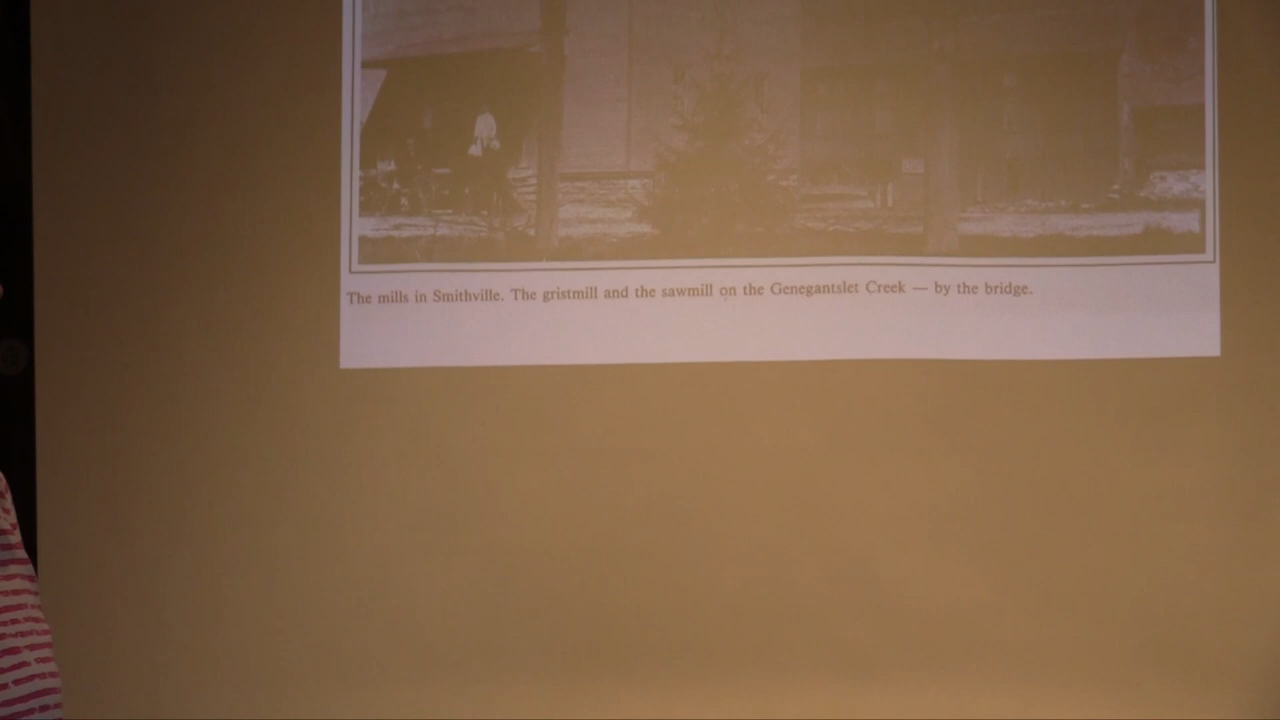 The mills in Smithville. The gristmill and the sawmill on the Genegantslet Creek — by the bridge.